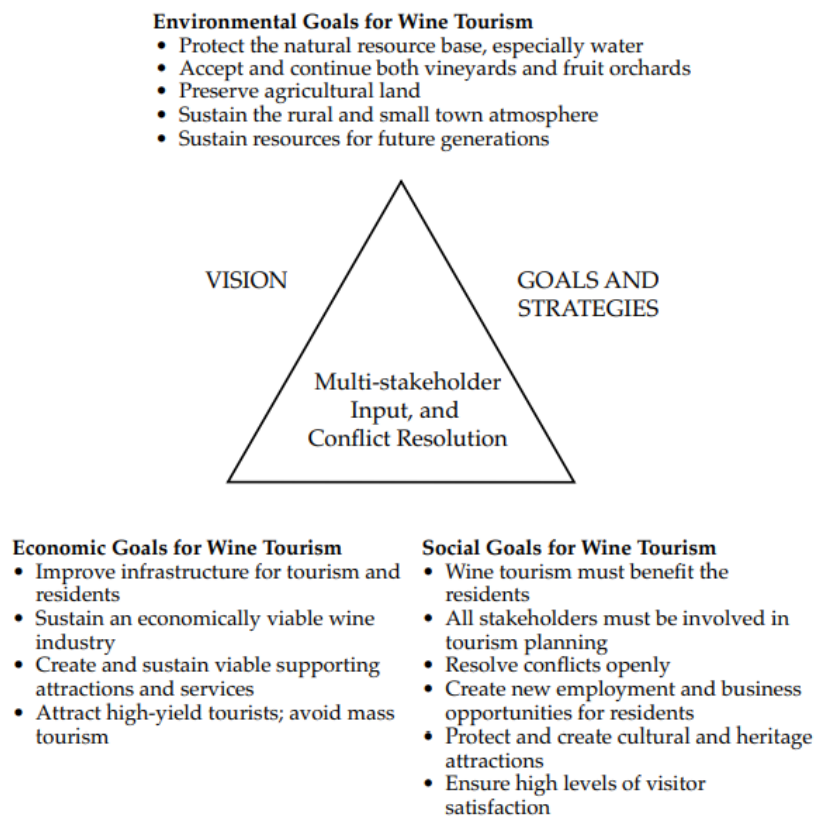 Environmental Goals for Wine Tourism
• Protect the natural resource base, especially water
• Accept and continue both vineyards and fruit orchards
• Preserve agricultural land
• Sustain the rural and small town atmosphere
• Sustain resources for future generations
VISION
GOALS AND
STRATEGIES
Multi-stakeholder
Input, and
Conflict Resolution
Economic Goals for Wine Tourism
• Improve infrastructure for tourism and
residents
• Sustain an economically viable wine
industry
• Create and sustain viable supporting
attractions and services
• Attract high-yield tourists; avoid mass
tourism
Social Goals for Wine Tourism
• Wine tourism must benefit the
residents
• All stakeholders must be involved in
tourism planning
• Resolve conflicts openly
• Create new employment and business
opportunities for residents
• Protect and create cultural and heritage
attractions
• Ensure high levels of visitor
satisfaction